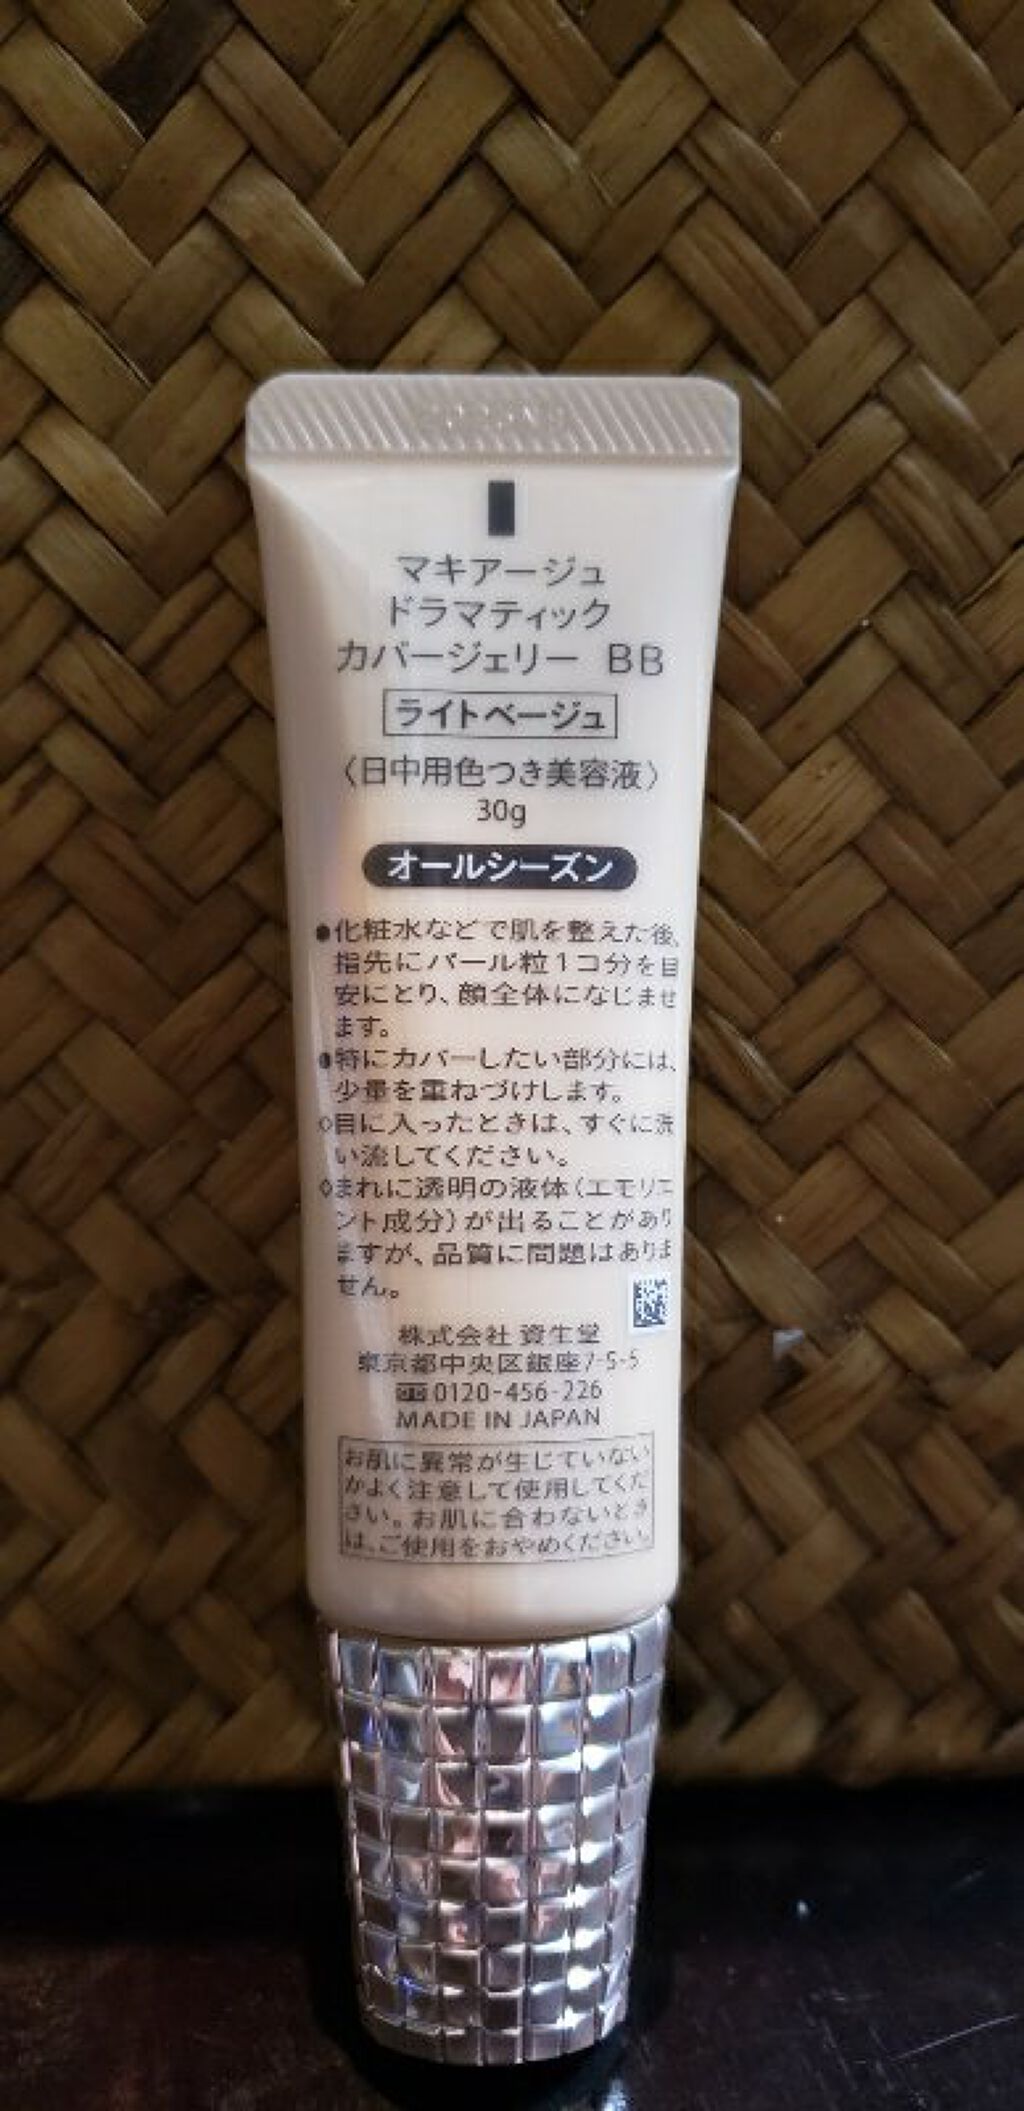 マキアージュ
ドラマティック
カバージェリー BB
ライトベージュ
〈日中用色つき美容液〉
30g
オールシーズン
●化粧水などで肌を整えた後、
指先にパール粒1コ分を目
安にとり、顔全体になじませ
ます。
●特にカバーしたい部分には、
少量を重ねづけします。
◇目に入ったときは、すぐに洗
い流してください。
◇まれに透明の液体(エモリエ
ント成分)が出ることがあり
ますが、品質に問題はありま
せん。
株式会社 資生堂
東京都中央区銀座7-5-5
0120-456-226
MADE IN JAPAN
お肌に異常が生じていない
かよく注意して使用してくだ
さい。お肌に合わないとき
は、ご使用をおやめください。